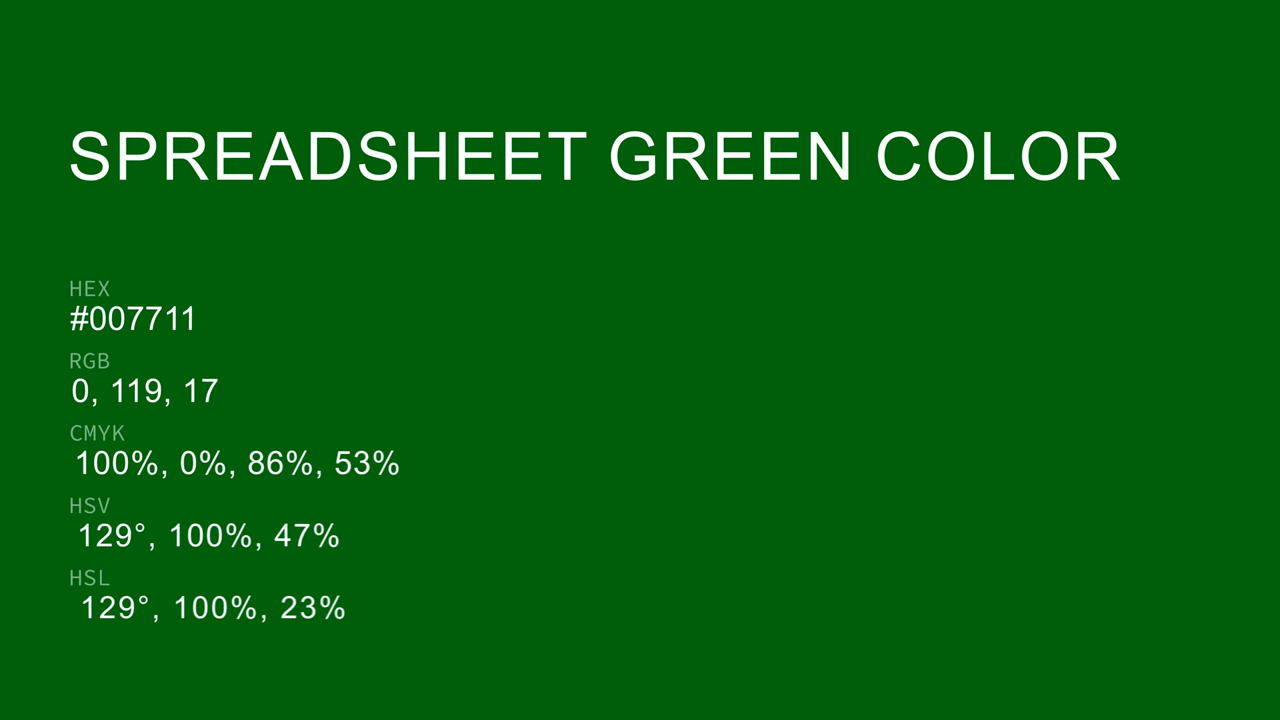 SPREADSHEET GREEN COLOR
HEX
#007711
RGB
0, 119, 17
CMYK
100%, 0%, 86%, 53%
HSV
129°, 100%, 47%
HSL
129°, 100%, 23%